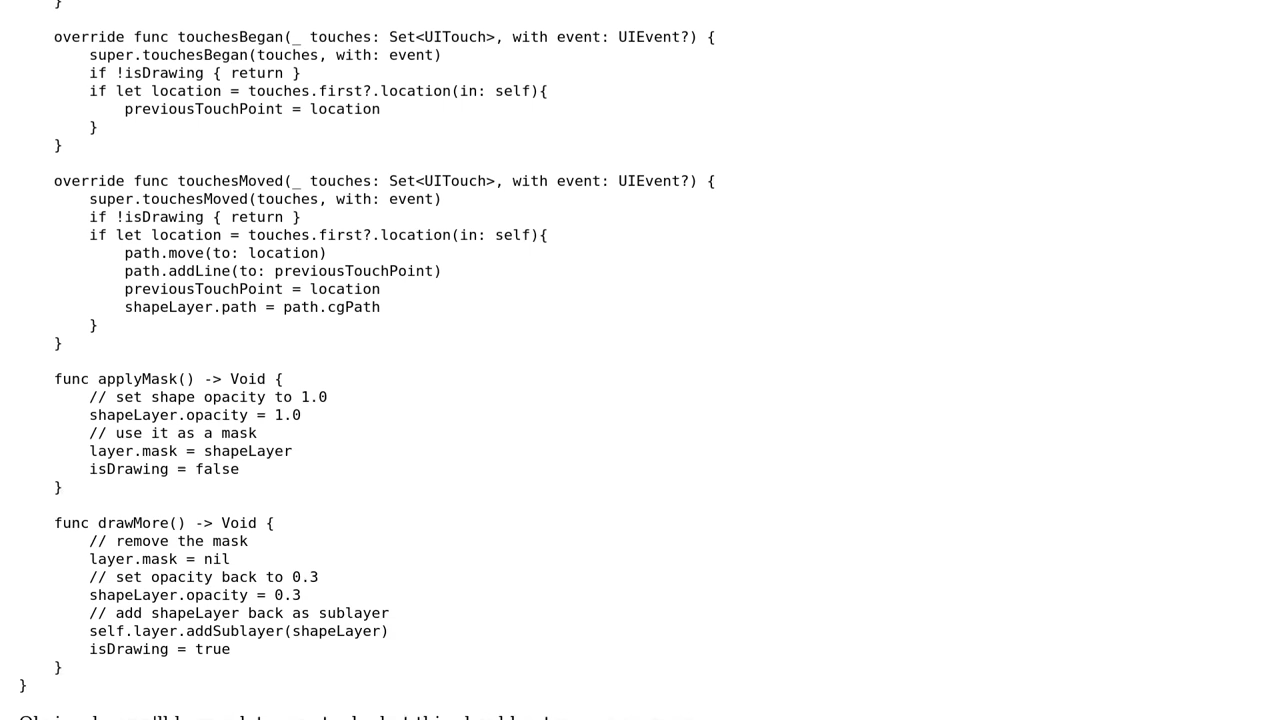 }

    override func touchesBegan(_ touches: Set<UITouch>, with event: UIEvent?) {
        super.touchesBegan(touches, with: event)
        if !isDrawing { return }
        if let location = touches.first?.location(in: self){
            previousTouchPoint = location
        }
    }

    override func touchesMoved(_ touches: Set<UITouch>, with event: UIEvent?) {
        super.touchesMoved(touches, with: event)
        if !isDrawing { return }
        if let location = touches.first?.location(in: self){
            path.move(to: location)
            path.addLine(to: previousTouchPoint)
            previousTouchPoint = location
            shapeLayer.path = path.cgPath
        }
    }

    func applyMask() -> Void {
        // set shape opacity to 1.0
        shapeLayer.opacity = 1.0
        // use it as a mask
        layer.mask = shapeLayer
        isDrawing = false
    }

    func drawMore() -> Void {
        // remove the mask
        layer.mask = nil
        // set opacity back to 0.3
        shapeLayer.opacity = 0.3
        // add shapeLayer back as sublayer
        self.layer.addSublayer(shapeLayer)
        isDrawing = true
    }
}